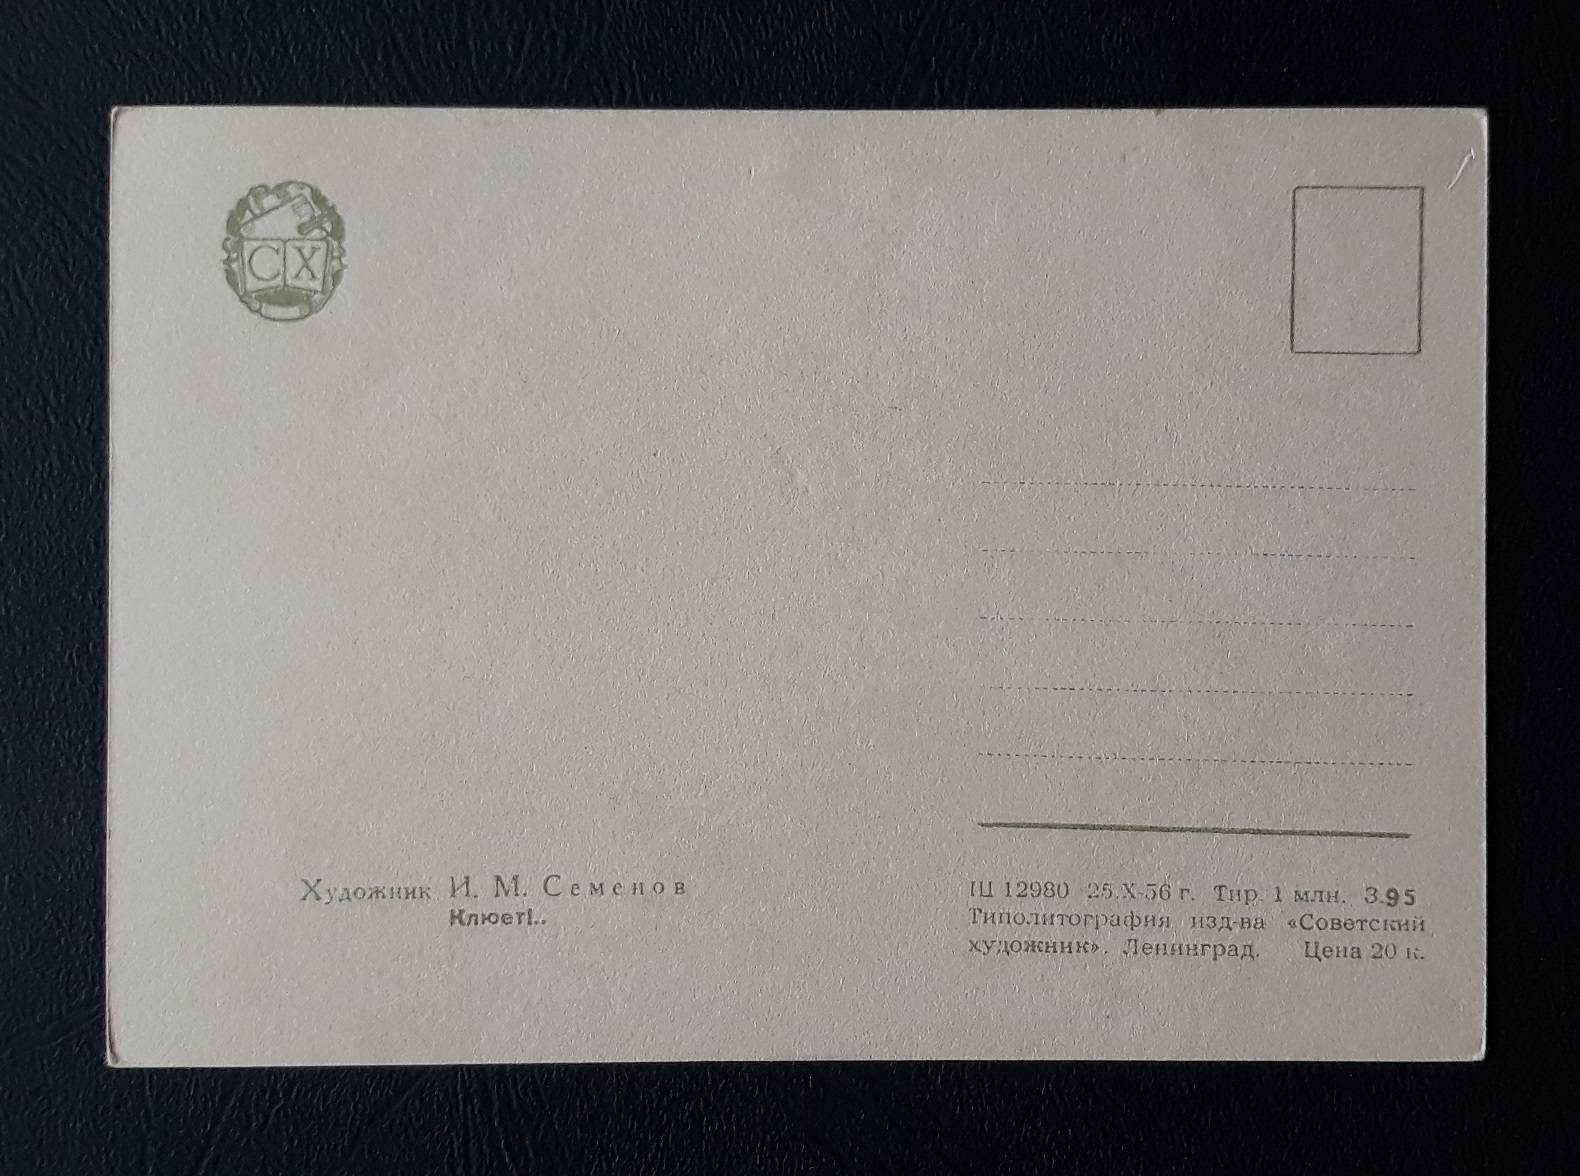 СХ
Художник И. М. Семенов
Клюет!..
Ш 12980 25.X-56 г. Тир. 1 млн. З.95
Типолитография изд-ва «Советский
художник». Ленинград. Цена 20 к.